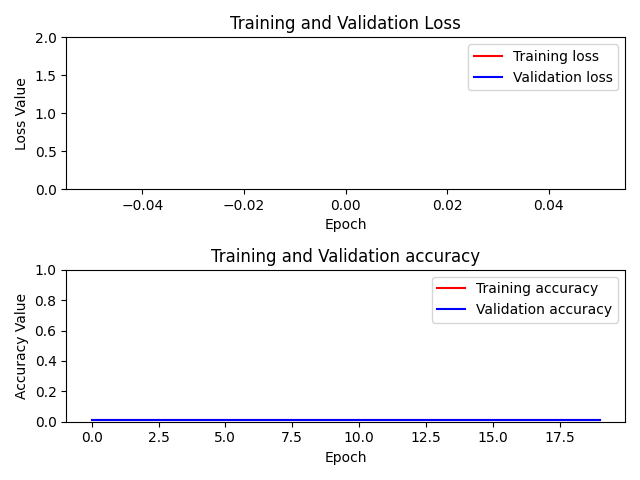 Training and Validation Loss
2.0
1.5
1.0
0.5
0.0
Loss Value
Training loss
Validation loss
−0.04
−0.02
0.00
0.02
0.04
Epoch
Training and Validation accuracy
1.0
0.8
0.6
0.4
0.2
0.0
Accuracy Value
Training accuracy
Validation accuracy
0.0
2.5
5.0
7.5
10.0
12.5
15.0
17.5
Epoch